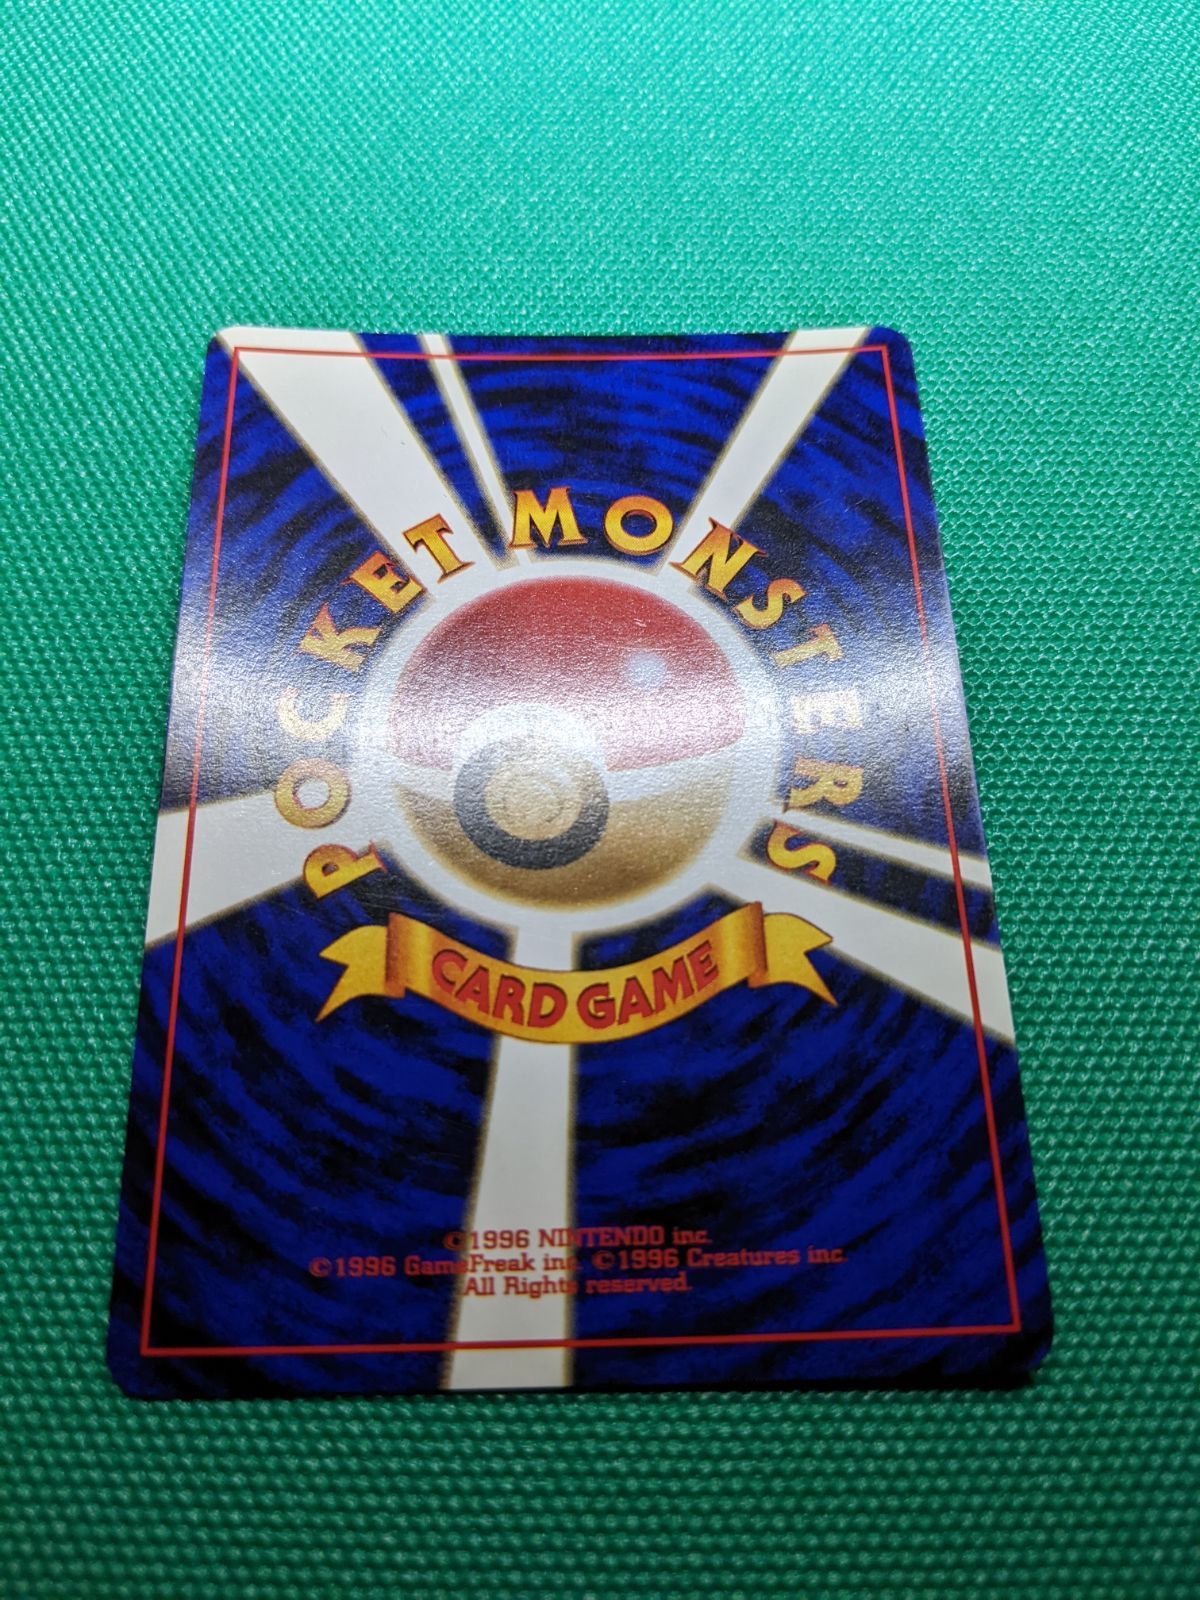 POCKET MONSTERS
CARD GAME
©1996 NINTENDO inc.
©1996 GameFreak inc. ©1996 Creatures inc.
All Rights reserved.